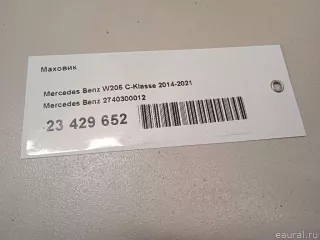 Маховик
Mercedes Benz W205 C-Klasse 2014-2021
Mercedes Benz 2740300012
23 429 652
eaural.ru